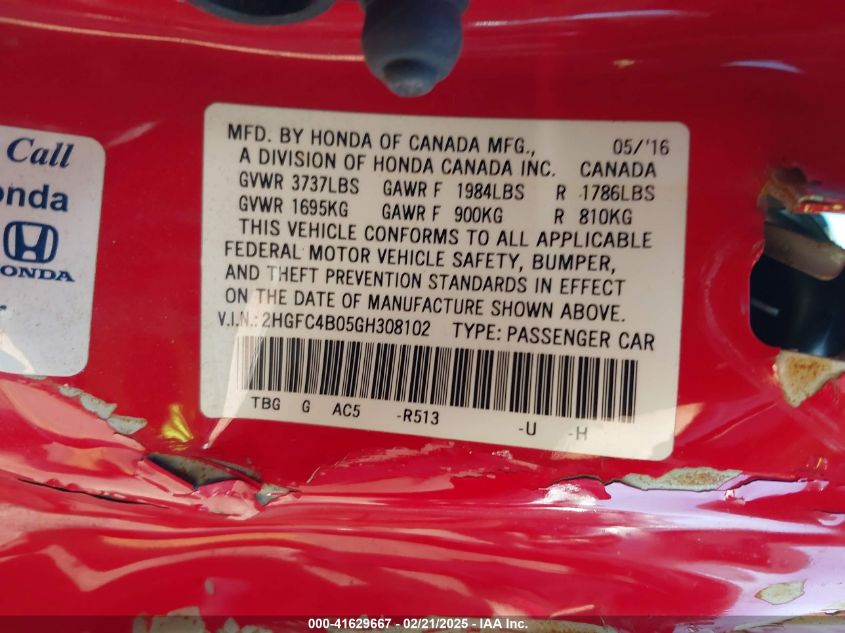 Call
onda
HONDA
MFD. BY HONDA OF CANADA MFG., 05/'16
A DIVISION OF HONDA CANADA INC. CANADA
GVWR 3737LBS GAWR F 1984LBS R 1786LBS
GVWR 1695KG GAWR F 900KG R 810KG
THIS VEHICLE CONFORMS TO ALL APPLICABLE
FEDERAL MOTOR VEHICLE SAFETY, BUMPER,
AND THEFT PREVENTION STANDARDS IN EFFECT
ON THE DATE OF MANUFACTURE SHOWN ABOVE.
V.I.N.: 2HGFC4B05GH308102 TYPE: PASSENGER CAR
TBG G AC5 -R513 -U -H
000-41629667 - 02/21/2025 - IAA Inc.